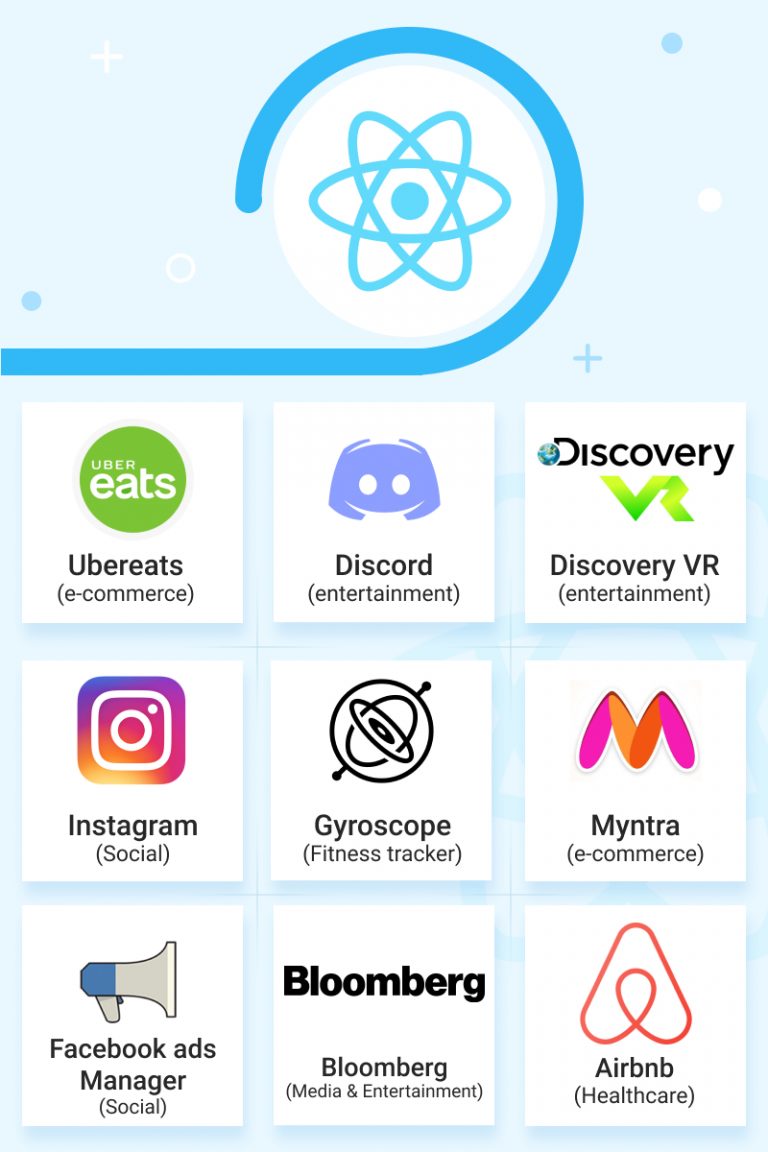 UBER
eats
Ubereats
(e-commerce)
Discord
(entertainment)
Discovery
VR
Discovery VR
(entertainment)
Instagram
(Social)
Gyroscope
(Fitness tracker)
Myntra
(e-commerce)
Facebook ads
Manager
(Social)
Bloomberg
Bloomberg
(Media & Entertainment)
Airbnb
(Healthcare)